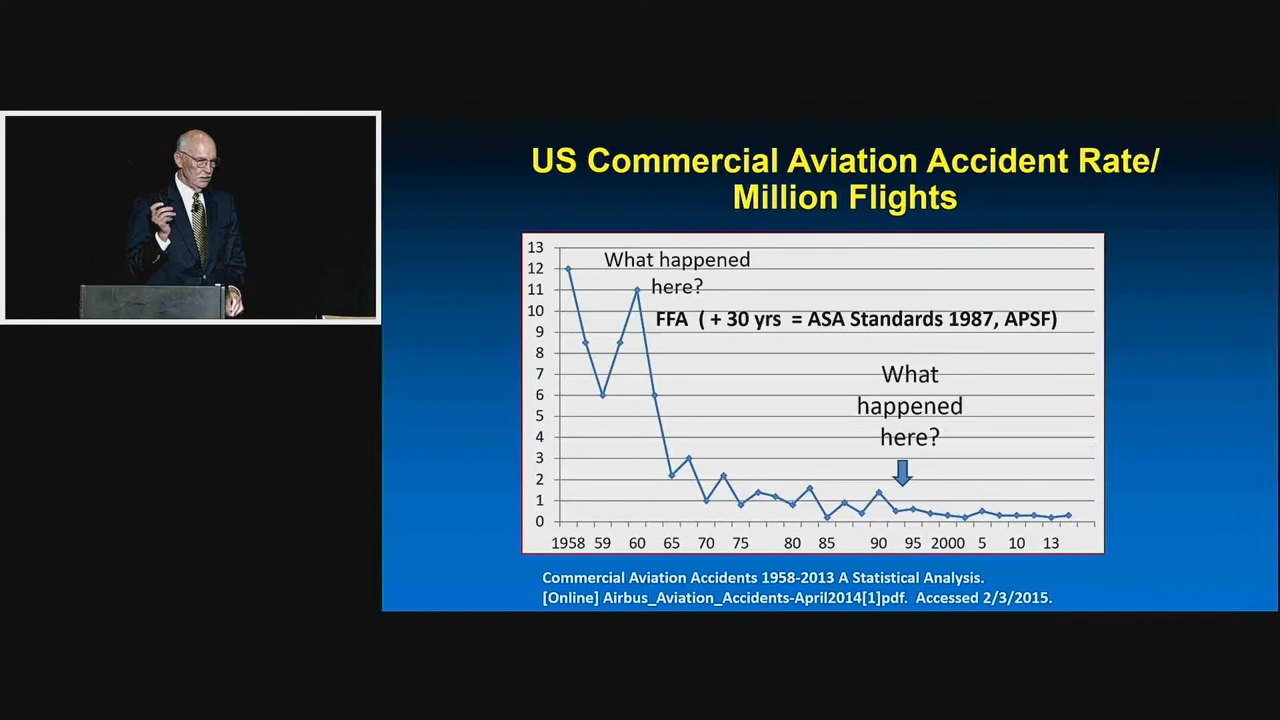 US Commercial Aviation Accident Rate/
Million Flights
What happened
here?
FFA ( + 30 yrs = ASA Standards 1987, APSF)
What
happened
here?
13
12
11
10
9
8
7
6
5
4
3
2
1
0
1958 59 60 65 70 75 80 85 90 95 2000 5 10 13
Commercial Aviation Accidents 1958-2013 A Statistical Analysis.
[Online] Airbus_Aviation_Accidents-April2014[1]pdf. Accessed 2/3/2015.